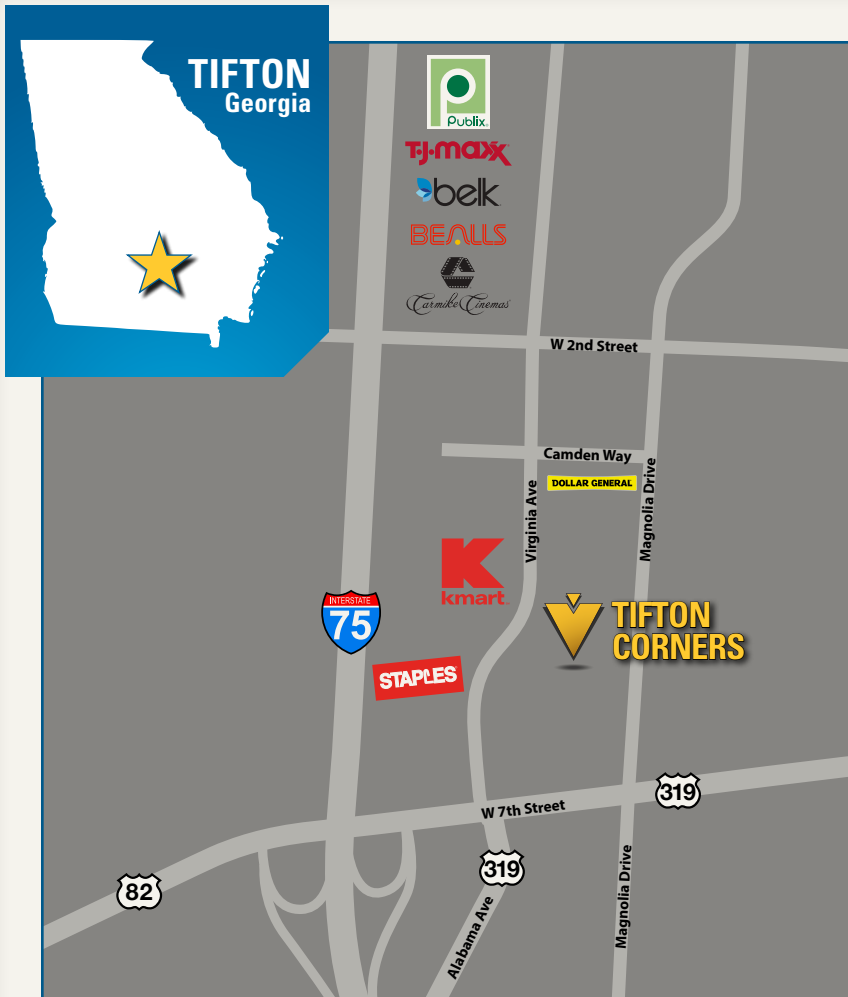 TIFTON
Georgia
Publix
T·J·maxx
belk
BEALLS
Carmike Cinemas
W 2nd Street
Camden Way
DOLLAR GENERAL
Virginia Ave
Magnolia Drive
K
kmart
INTERSTATE
75
TIFTON
CORNERS
STAPLES
319
W 7th Street
82
319
Magnolia Drive
Alabama Ave